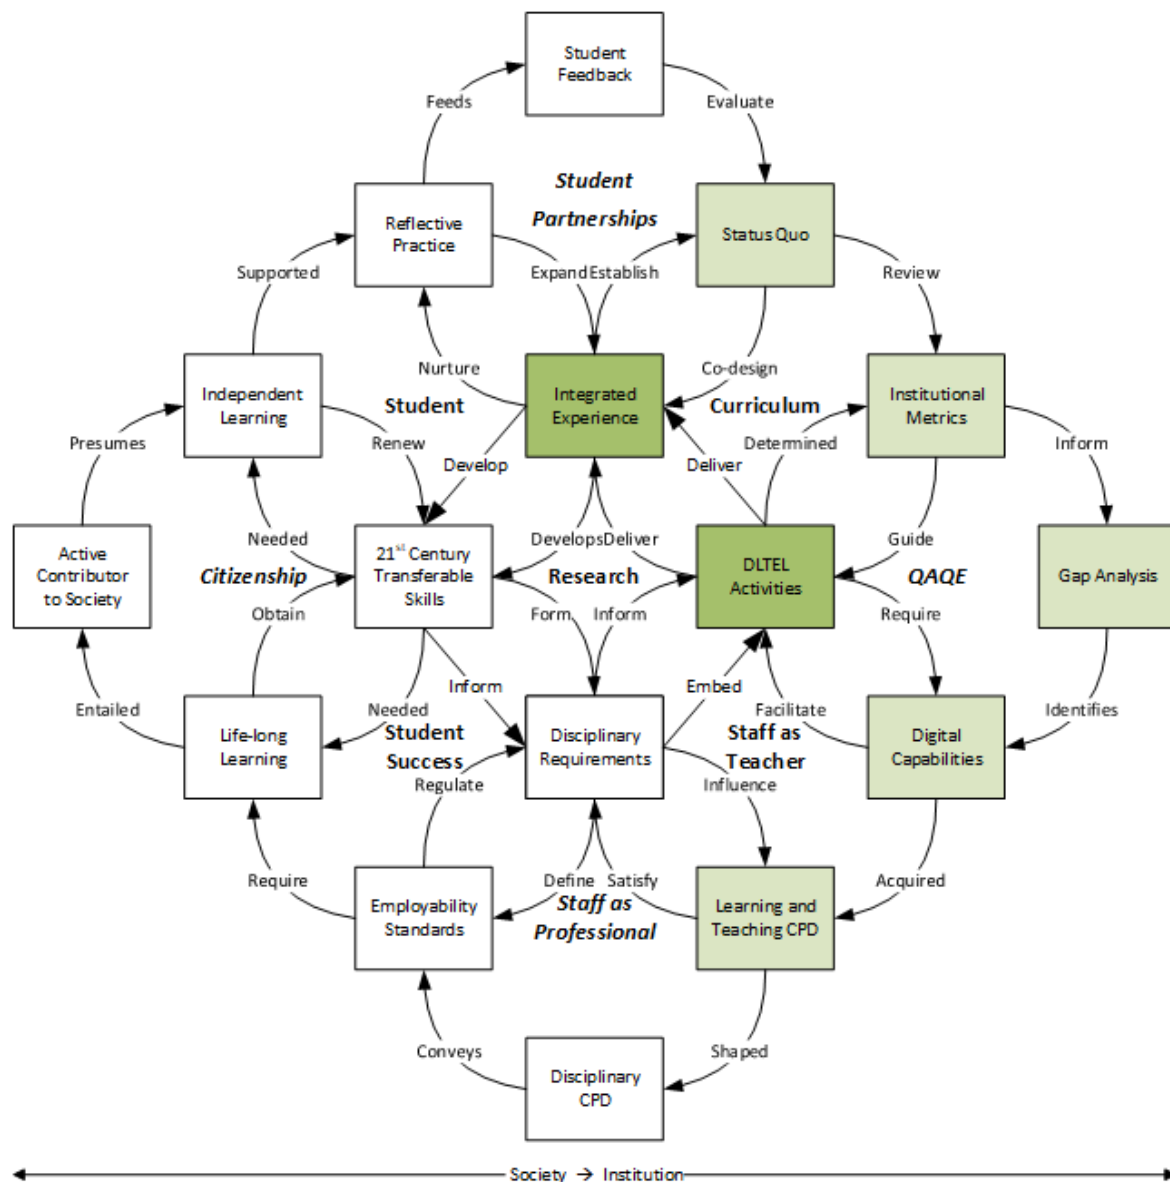 Student
Feedback
Feeds
Evaluate
Student
Partnerships
Reflective
Practice
Status Quo
Supported
Expand
Establish
Review
Nurture
Co-design
Independent
Learning
Student
Integrated
Experience
Curriculum
Institutional
Metrics
Presumes
Renew
Develop
Deliver
Determined
Inform
Active
Contributor
to Society
Needed
Citizenship
Obtain
21st Century
Transferable
Skills
Develops
Deliver
Research
Form
Inform
DLTEL
Activities
Guide
QAQE
Require
Gap Analysis
Entailed
Life-long
Learning
Inform
Needed
Student
Success
Regulate
Disciplinary
Requirements
Embed
Facilitate
Staff as
Teacher
Influence
Digital
Capabilities
Identifies
Require
Employability
Standards
Define
Satisfy
Staff as
Professional
Learning and
Teaching CPD
Acquired
Conveys
Disciplinary
CPD
Shaped
Society → Institution